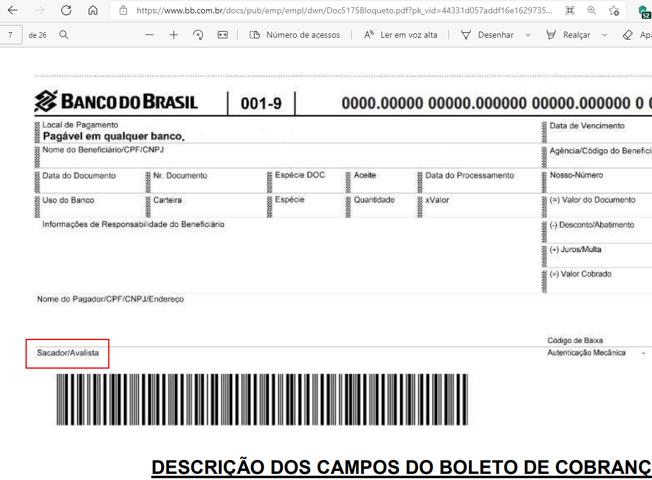 https://www.bb.com.br/docs/pub/emp/empl/dwn/Doc5175Bloqueto.pdf?pk_vid=44331d057addf16e1629735...
52
7 de 26 Número de acessos Ler em voz alta Desenhar Realçar
BANCO DO BRASIL 001-9 0000.00000 00000.000000 00000.000000 0 0
Local de Pagamento Data de Vencimento
Pagável em qualquer banco.
Nome do Beneficiário/CPF/CNPJ Agência/Código do Benefici
Data do Documento Nr. Documento Espécie DOC Aceite Data do Processamento Nosso-Número
Uso do Banco Carteira Espécie Quantidade xValor (=) Valor do Documento
Informações de Responsabilidade do Beneficiário (-) Desconto/Abatimento
(+) Juros/Multa
(=) Valor Cobrado
Nome do Pagador/CPF/CNPJ/Endereço
Código de Baixa
Sacador/Avalista Autenticação Mecânica -
DESCRIÇÃO DOS CAMPOS DO BOLETO DE COBRANÇ